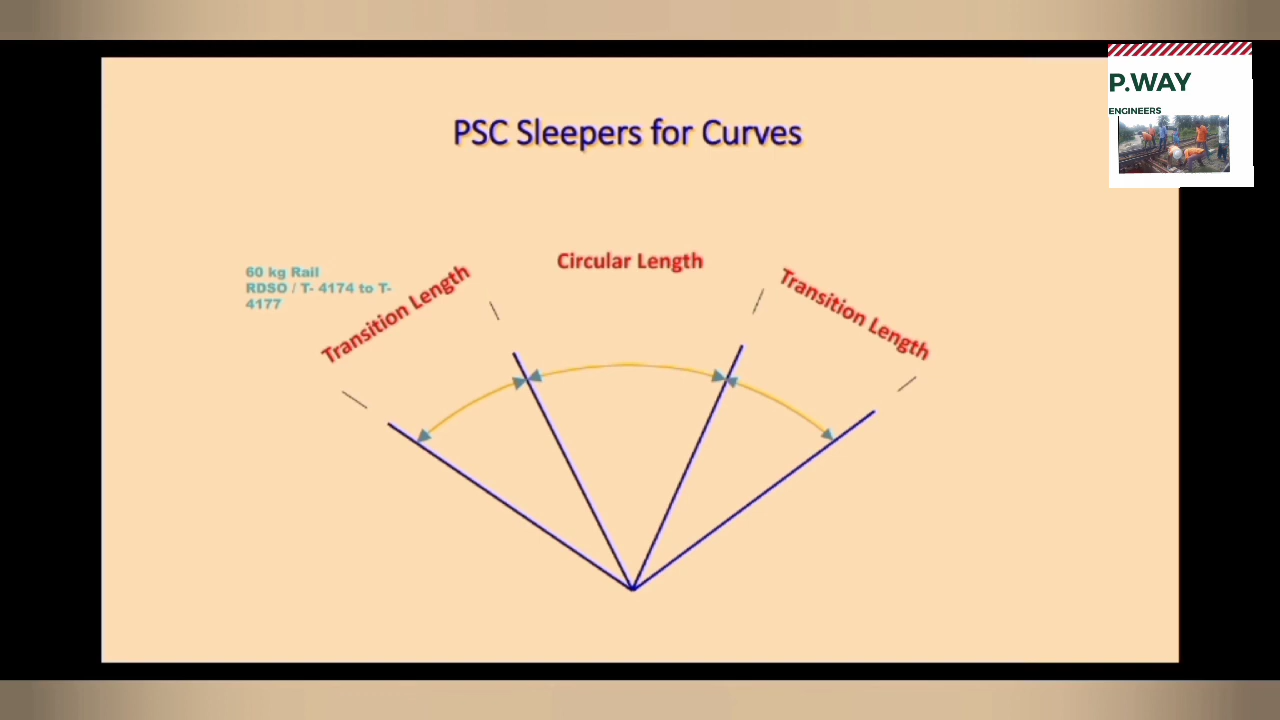 P.WAY
ENGINEERS
PSC Sleepers for Curves
Circular Length
60 kg Rail
RDSO / T- 4174 to T-
4177
Transition Length
Transition Length